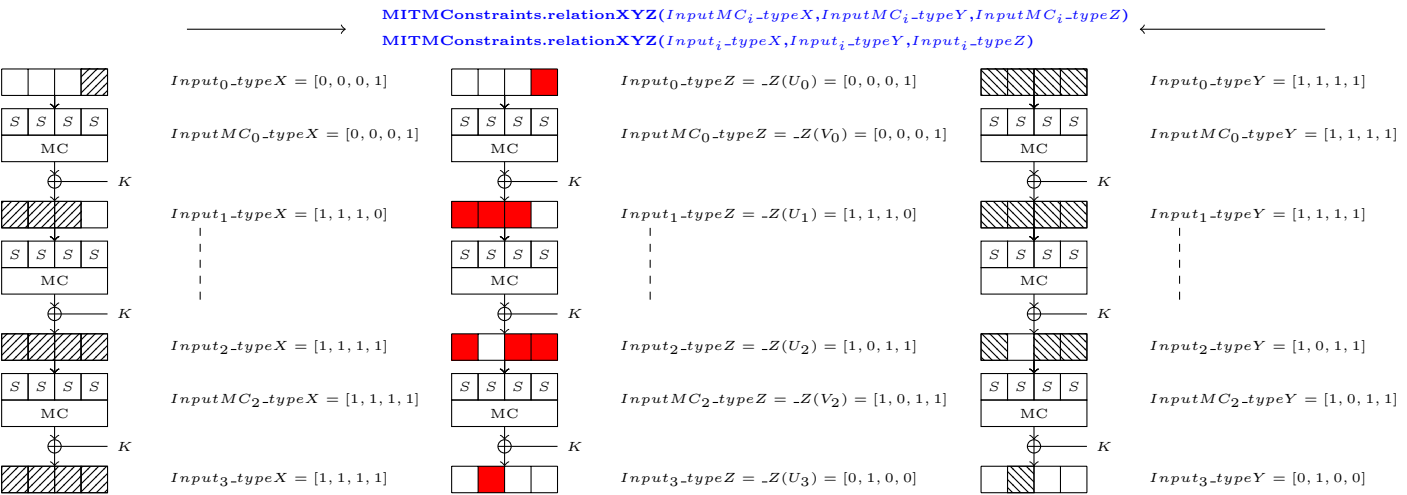 MITMConstraints.relationXYZ(InputMC_i_typeX,InputMC_i_typeY,InputMC_i_typeZ)
MITMConstraints.relationXYZ(Input_i_typeX,Input_i_typeY,Input_i_typeZ)
Input_0_typeX = [0, 0, 0, 1] Input_0_typeZ = _Z(U_0) = [0, 0, 0, 1] Input_0_typeY = [1, 1, 1, 1]
S S S S S S S S S S S S
InputMC_0_typeX = [0, 0, 0, 1] InputMC_0_typeZ = _Z(V_0) = [0, 0, 0, 1] InputMC_0_typeY = [1, 1, 1, 1]
MC MC MC
K K K
Input_1_typeX = [1, 1, 1, 0] Input_1_typeZ = _Z(U_1) = [1, 1, 1, 0] Input_1_typeY = [1, 1, 1, 1]
S S S S S S S S S S S S
MC MC MC
K K K
Input_2_typeX = [1, 1, 1, 1] Input_2_typeZ = _Z(U_2) = [1, 0, 1, 1] Input_2_typeY = [1, 0, 1, 1]
S S S S S S S S S S S S
InputMC_2_typeX = [1, 1, 1, 1] InputMC_2_typeZ = _Z(V_2) = [1, 0, 1, 1] InputMC_2_typeY = [1, 0, 1, 1]
MC MC MC
K K K
Input_3_typeX = [1, 1, 1, 1] Input_3_typeZ = _Z(U_3) = [0, 1, 0, 0] Input_3_typeY = [0, 1, 0, 0]